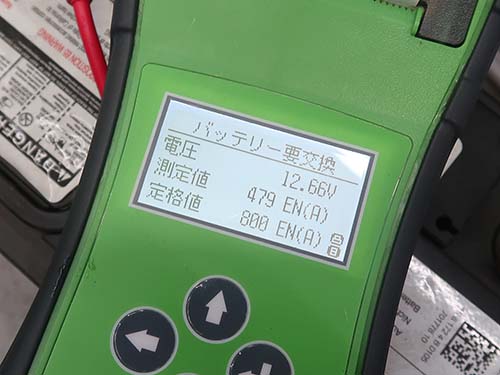 バッテリー要交換
電圧 12.66V
測定値 479 EN(A)
定格値 800 EN(A)
DANGER